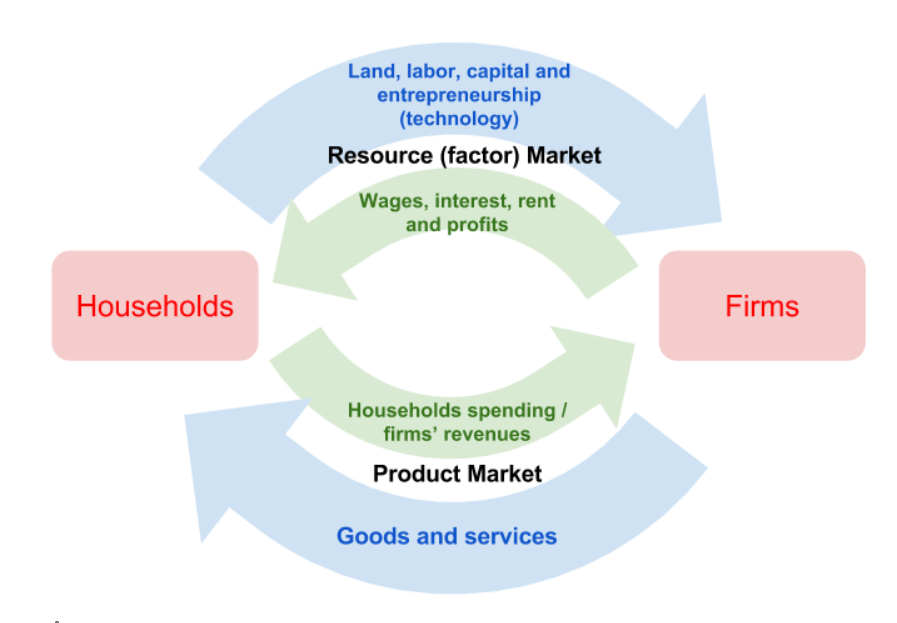 Land, labor, capital and
entrepreneurship
(technology)
Resource (factor) Market
Wages, interest, rent
and profits
Households
Firms
Households spending /
firms’ revenues
Product Market
Goods and services